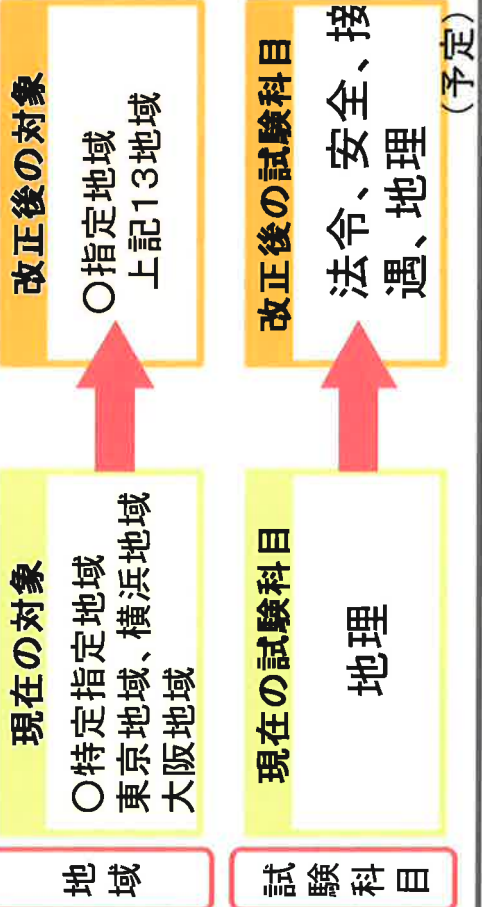 地域
現在の対象
〇特定指定地域
東京地域、横浜地域
大阪地域
改正後の対象
〇指定地域
上記13地域
試験科目
現在の試験科目
地理
改正後の試験科目
法令、安全、接
遇、地理
(予定)